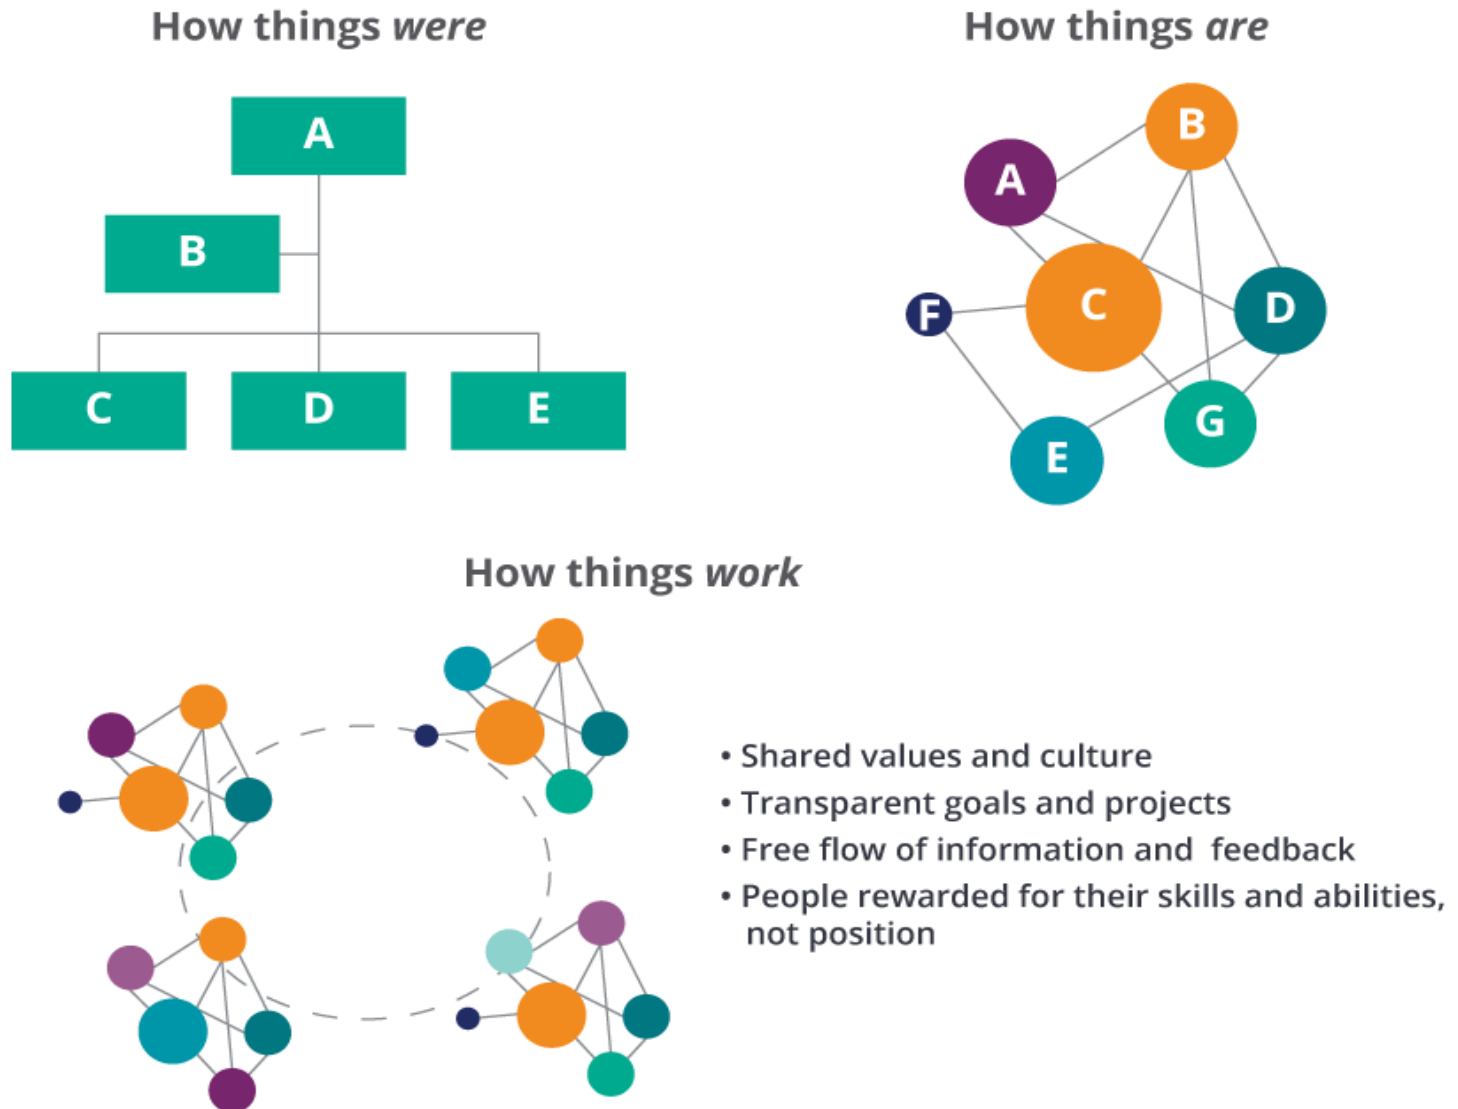 How things were
A
B
C
D
E
How things are
B
A
C
F
D
G
E
How things work
• Shared values and culture
• Transparent goals and projects
• Free flow of information and feedback
• People rewarded for their skills and abilities,
not position